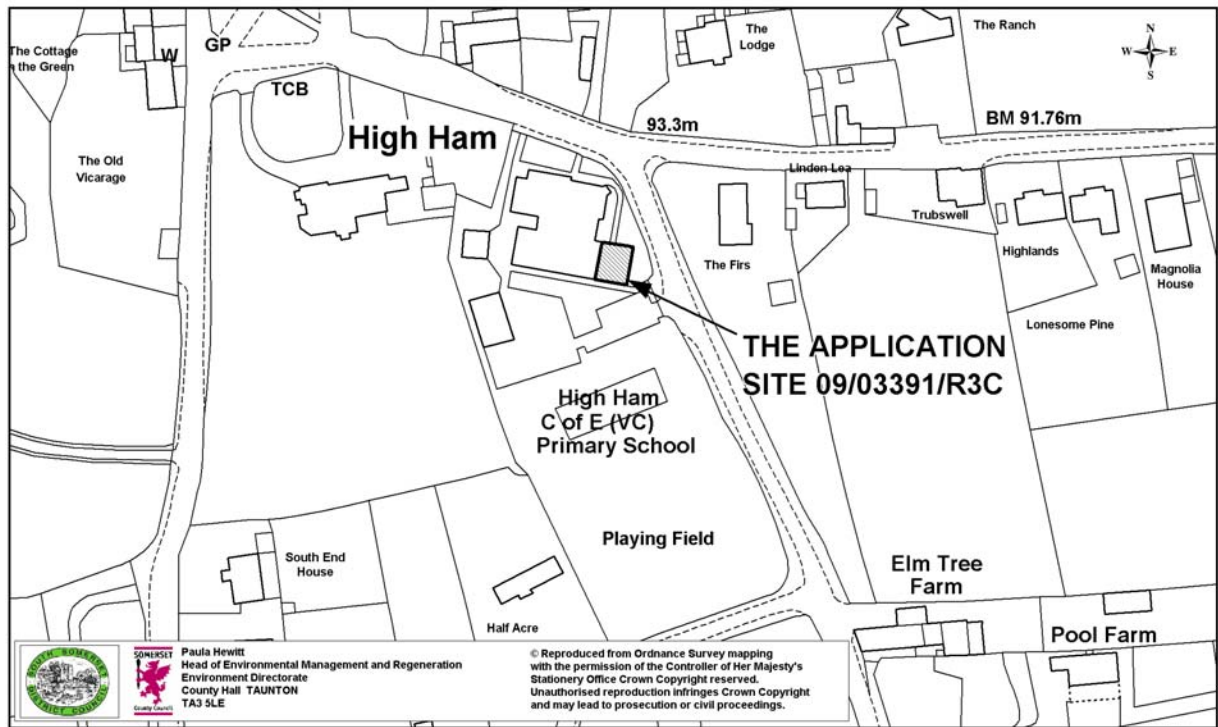 The Cottage
n the Green
W
GP
TCB
The Lodge
The Ranch
N
W E
S
High Ham
93.3m
BM 91.76m
The Old
Vicarage
Linden Lea
Trubswell
Highlands
Magnolia
House
The Firs
Lonesome Pine
THE APPLICATION
SITE 09/03391/R3C
High Ham
C of E (VC)
Primary School
Playing Field
Elm Tree
Farm
Pool Farm
South End
House
Half Acre
SOUTH SOMERSET
DISTRICT COUNCIL
SOMERSET
County Council
Paula Hewitt
Head of Environmental Management and Regeneration
Environment Directorate
County Hall TAUNTON
TA3 5LE
© Reproduced from Ordnance Survey mapping
with the permission of the Controller of Her Majesty's
Stationery Office Crown Copyright reserved.
Unauthorised reproduction infringes Crown Copyright
and may lead to prosecution or civil proceedings.